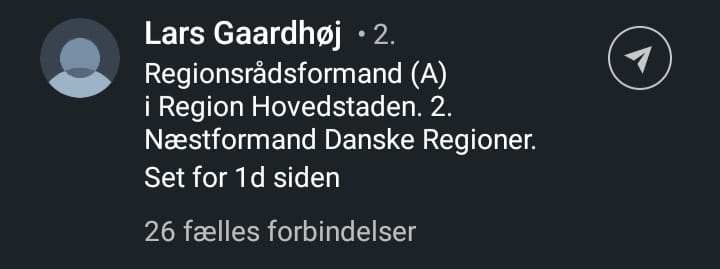 Lars Gaardhøj • 2.
Regionsrådsformand (A)
i Region Hovedstaden. 2.
Næstformand Danske Regioner.
Set for 1d siden
26 fælles forbindelser